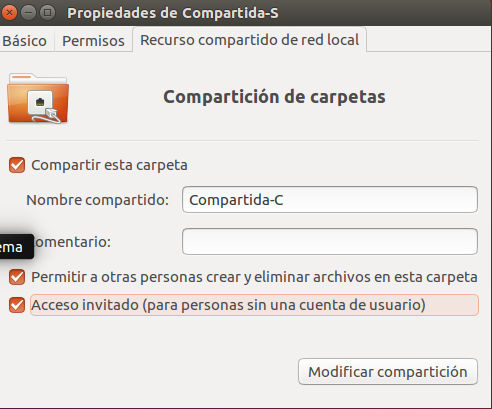 Propiedades de Compartida-S
Básico Permisos Recurso compartido de red local
Compartición de carpetas
Compartir esta carpeta
Nombre compartido: Compartida-C
ema omentario:
Permitir a otras personas crear y eliminar archivos en esta carpeta
Acceso invitado (para personas sin una cuenta de usuario)
Modificar compartición